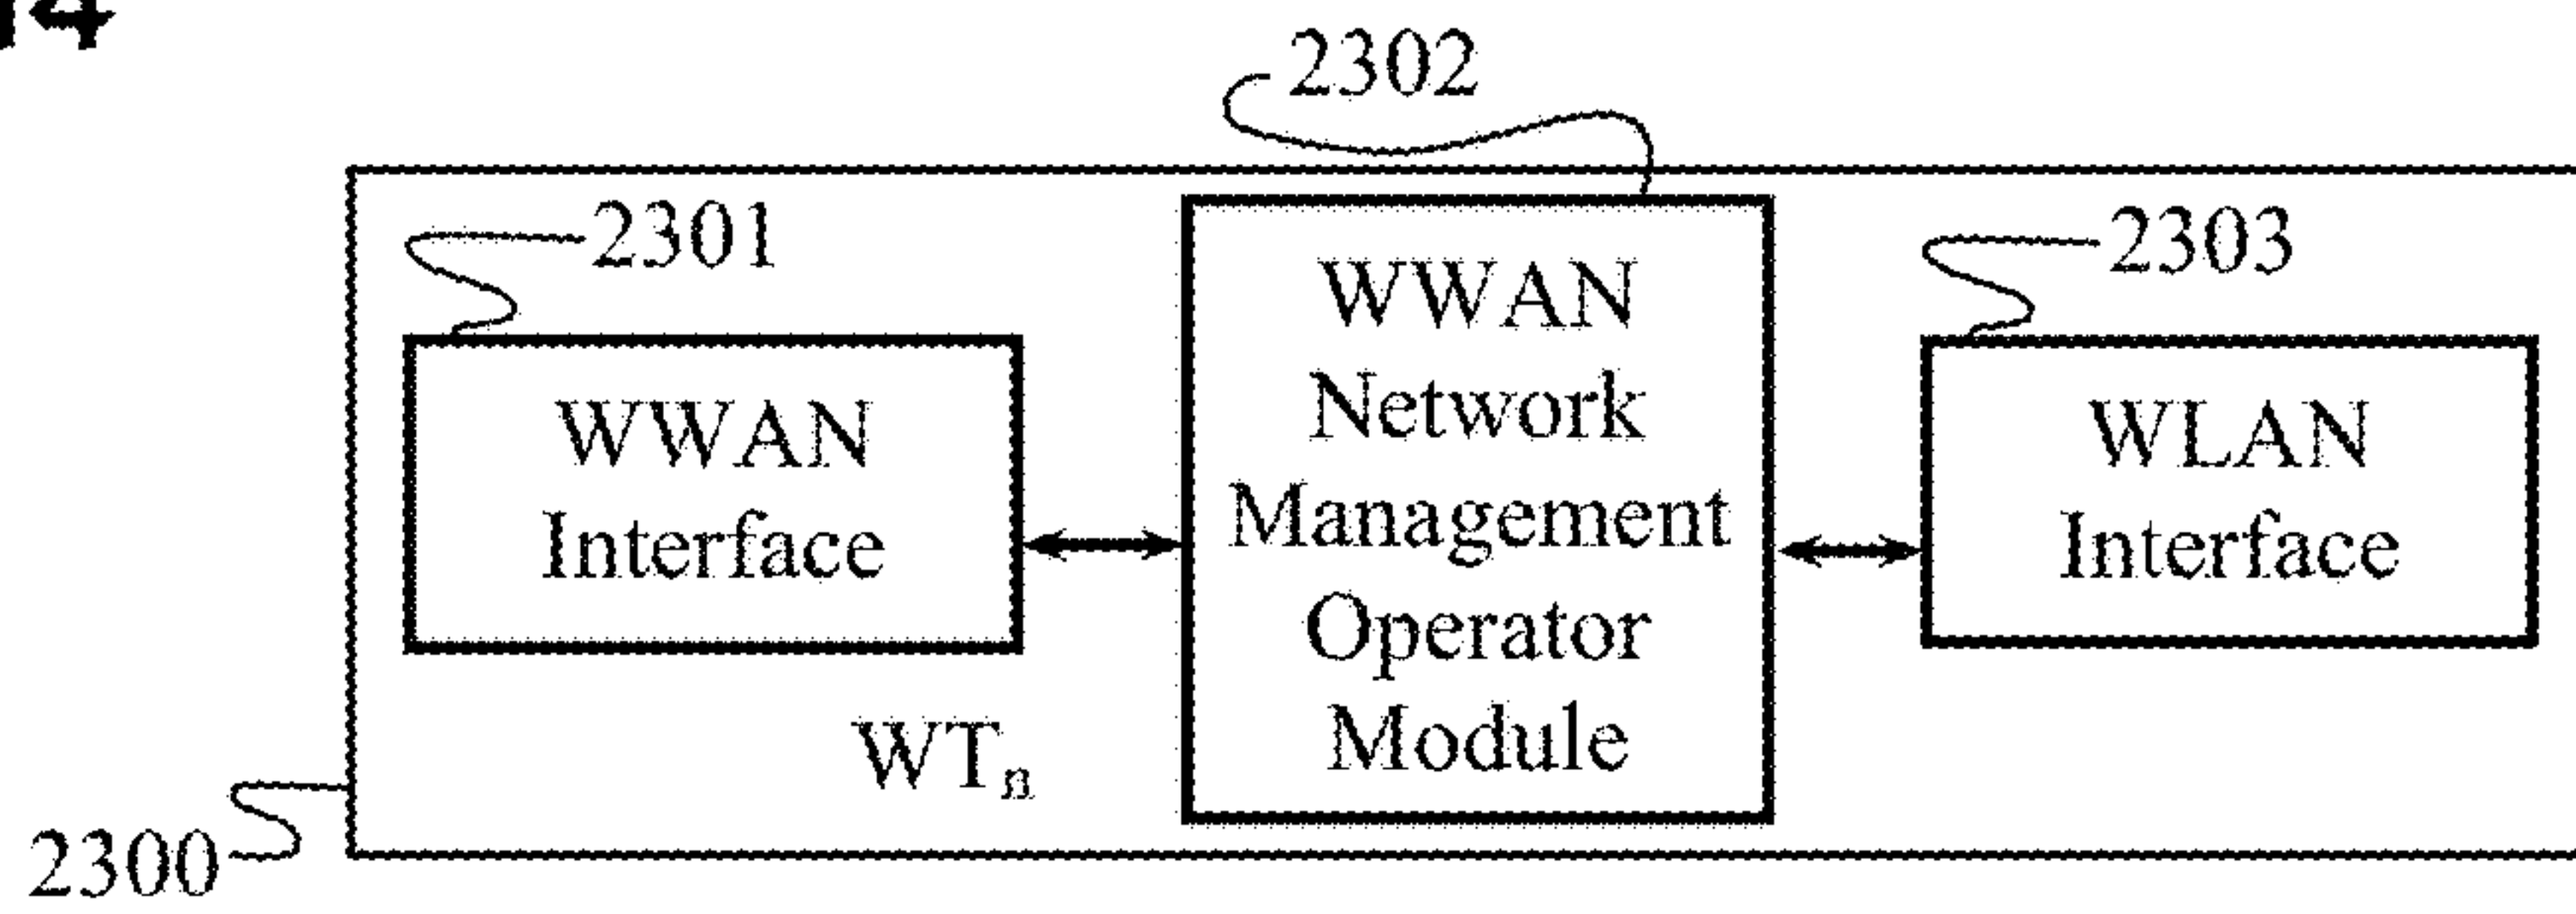 2302
2301
2303
WWAN
Interface
WWAN
Network
Management
Operator
Module
WLAN
Interface
WTn
2300